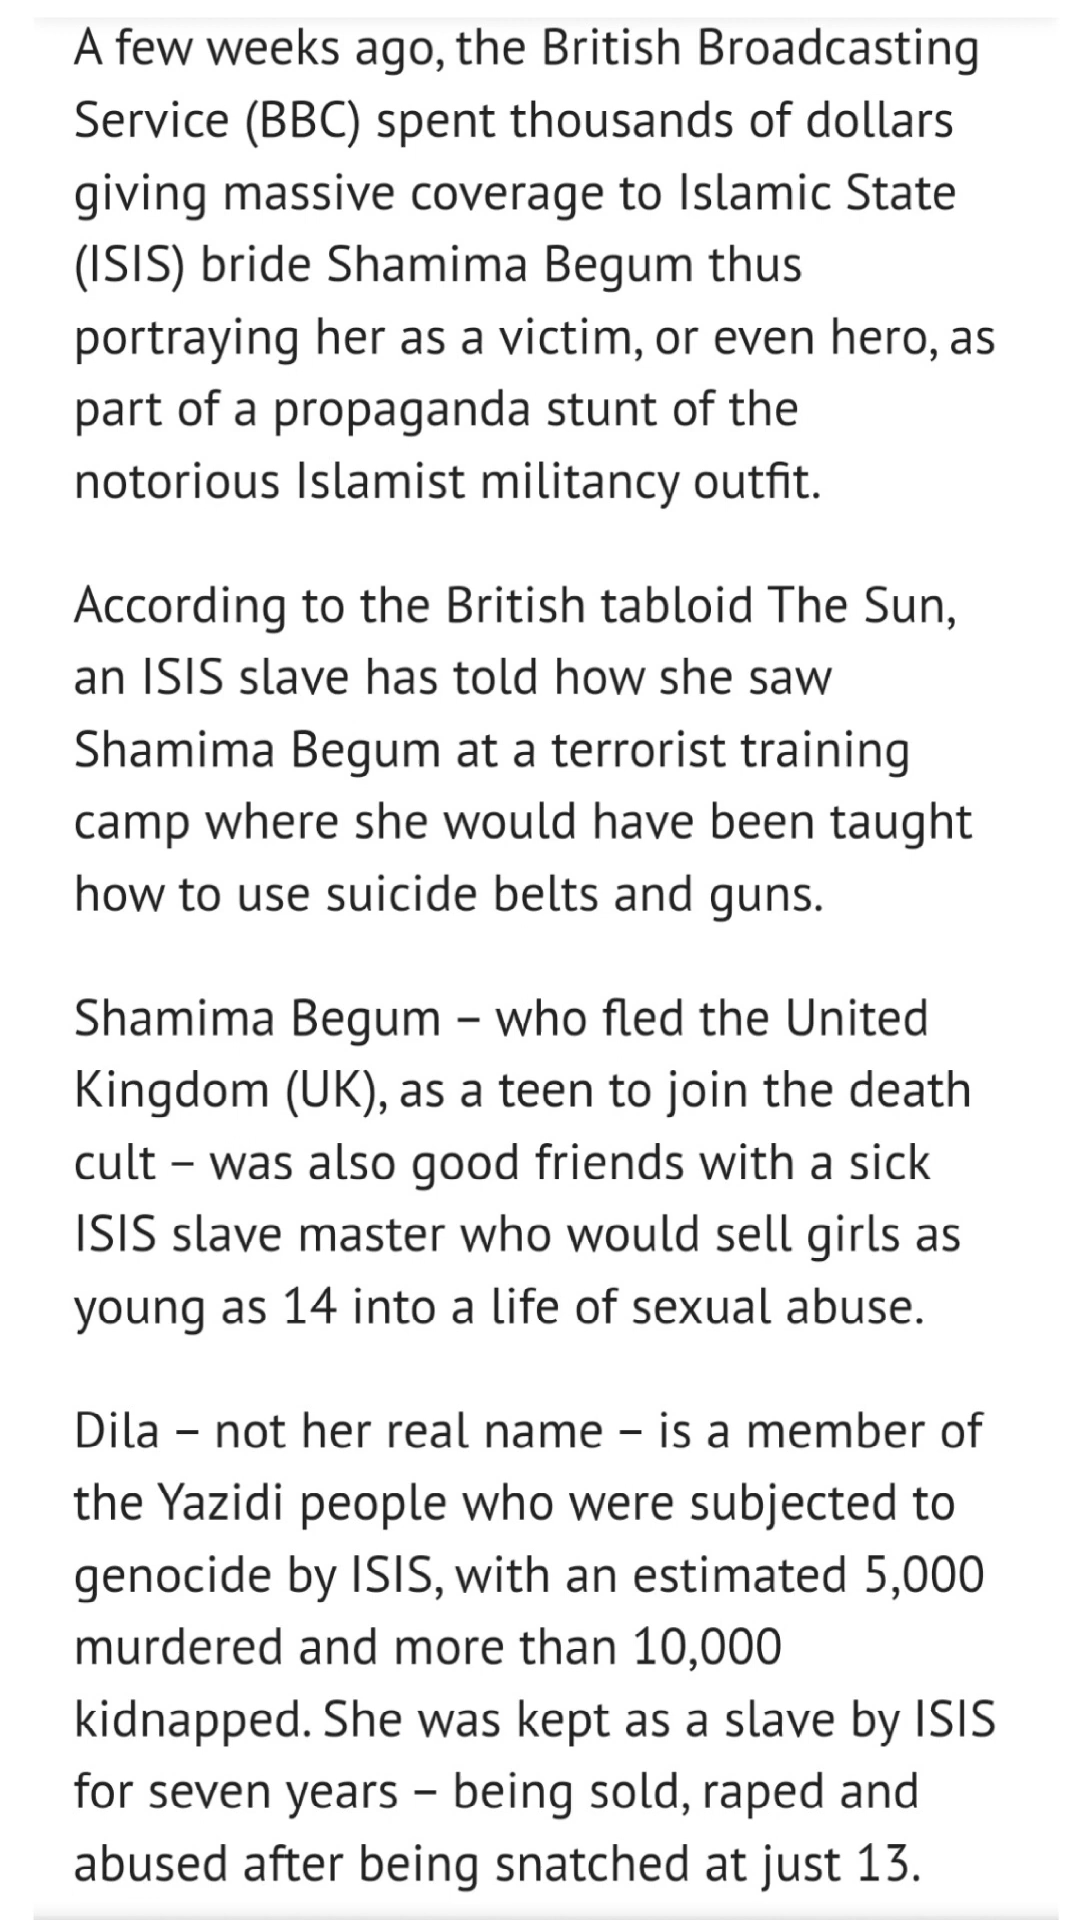 A few weeks ago, the British Broadcasting
Service (BBC) spent thousands of dollars
giving massive coverage to Islamic State
(ISIS) bride Shamima Begum thus
portraying her as a victim, or even hero, as
part of a propaganda stunt of the
notorious Islamist militancy outfit.
According to the British tabloid The Sun,
an ISIS slave has told how she saw
Shamima Begum at a terrorist training
camp where she would have been taught
how to use suicide belts and guns.
Shamima Begum – who fled the United
Kingdom (UK), as a teen to join the death
cult – was also good friends with a sick
ISIS slave master who would sell girls as
young as 14 into a life of sexual abuse.
Dila – not her real name – is a member of
the Yazidi people who were subjected to
genocide by ISIS, with an estimated 5,000
murdered and more than 10,000
kidnapped. She was kept as a slave by ISIS
for seven years – being sold, raped and
abused after being snatched at just 13.